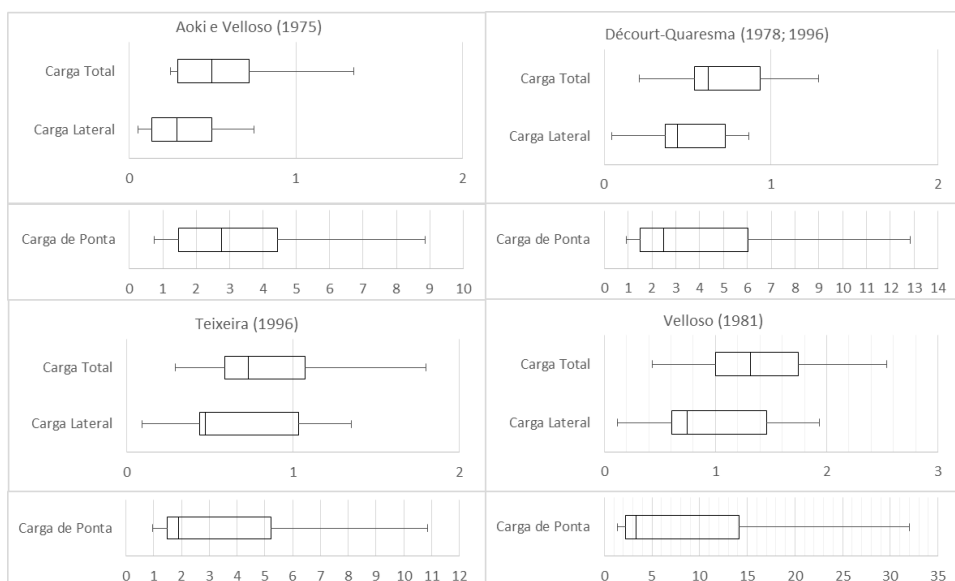 Aoki e Velloso (1975)
Carga Total
Carga Lateral
0 1 2
Carga de Ponta
0 1 2 3 4 5 6 7 8 9 10
Décourt-Quaresma (1978; 1996)
Carga Total
Carga Lateral
0 1 2
Carga de Ponta
0 1 2 3 4 5 6 7 8 9 10 11 12 13 14
Teixeira (1996)
Carga Total
Carga Lateral
0 1 2
Carga de Ponta
0 1 2 3 4 5 6 7 8 9 10 11 12
Velloso (1981)
Carga Total
Carga Lateral
0 1 2 3
Carga de Ponta
0 5 10 15 20 25 30 35